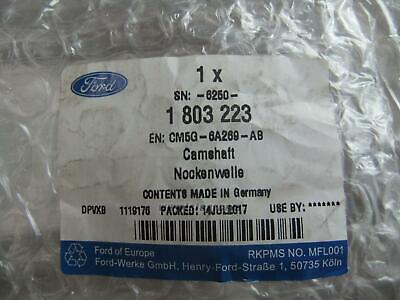 Ford
1 x
SN: -6250-
1 803 223
EN: CM5G-6A269-AB
Camshaft
Nockenwelle
CONTENTS MADE IN Germany
DPVXB 1119176 PACKED: 14JUL2017 USE BY: *******
Ford of Europe
Ford-Werke GmbH, Henry-Ford-Straße 1, 50735 Köln
RKPMS NO. MFL001